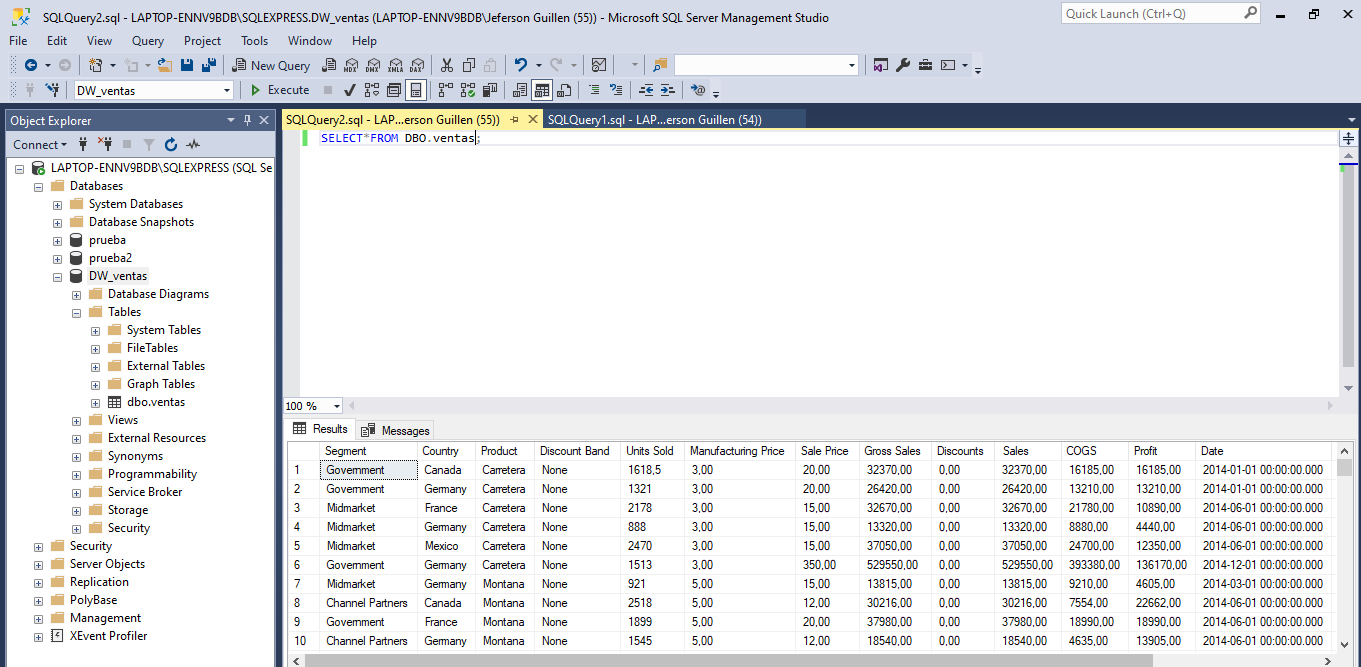 SQLQuery2.sql - LAPTOP-ENNV9BDB\SQLEXPRESS.DW_ventas (LAPTOP-ENNV9BDB\Jeferson Guillen (55)) - Microsoft SQL Server Management Studio
Quick Launch (Ctrl+Q)
File Edit View Query Project Tools Window Help
New Query MDX DMX XMLA DAX
DW_ventas Execute
Object Explorer
SQLQuery2.sql - LAP...erson Guillen (55)) SQLQuery1.sql - LAP...erson Guillen (54))
Connect
SELECT*FROM DBO.ventas;
LAPTOP-ENNV9BDB\SQLEXPRESS (SQL Se
Databases
System Databases
Database Snapshots
prueba
prueba2
DW_ventas
Database Diagrams
Tables
System Tables
FileTables
External Tables
Graph Tables
dbo.ventas
Views
External Resources
Synonyms
Programmability
Service Broker
Storage
Security
Security
Server Objects
Replication
PolyBase
Management
XEvent Profiler
100 %
Results Messages
Segment Country Product Discount Band Units Sold Manufacturing Price Sale Price Gross Sales Discounts Sales COGS Profit Date
1 Government Canada Carretera None 1618,5 3,00 20,00 32370,00 0,00 32370,00 16185,00 16185,00 2014-01-01 00:00:00.000
2 Government Germany Carretera None 1321 3,00 20,00 26420,00 0,00 26420,00 13210,00 13210,00 2014-01-01 00:00:00.000
3 Midmarket France Carretera None 2178 3,00 15,00 32670,00 0,00 32670,00 21780,00 10890,00 2014-06-01 00:00:00.000
4 Midmarket Germany Carretera None 888 3,00 15,00 13320,00 0,00 13320,00 8880,00 4440,00 2014-06-01 00:00:00.000
5 Midmarket Mexico Carretera None 2470 3,00 15,00 37050,00 0,00 37050,00 24700,00 12350,00 2014-06-01 00:00:00.000
6 Government Germany Carretera None 1513 3,00 350,00 529550,00 0,00 529550,00 393380,00 136170,00 2014-12-01 00:00:00.000
7 Midmarket Germany Montana None 921 5,00 15,00 13815,00 0,00 13815,00 9210,00 4605,00 2014-03-01 00:00:00.000
8 Channel Partners Canada Montana None 2518 5,00 12,00 30216,00 0,00 30216,00 7554,00 22662,00 2014-06-01 00:00:00.000
9 Government France Montana None 1899 5,00 20,00 37980,00 0,00 37980,00 18990,00 18990,00 2014-06-01 00:00:00.000
10 Channel Partners Germany Montana None 1545 5,00 12,00 18540,00 0,00 18540,00 4635,00 13905,00 2014-06-01 00:00:00.000